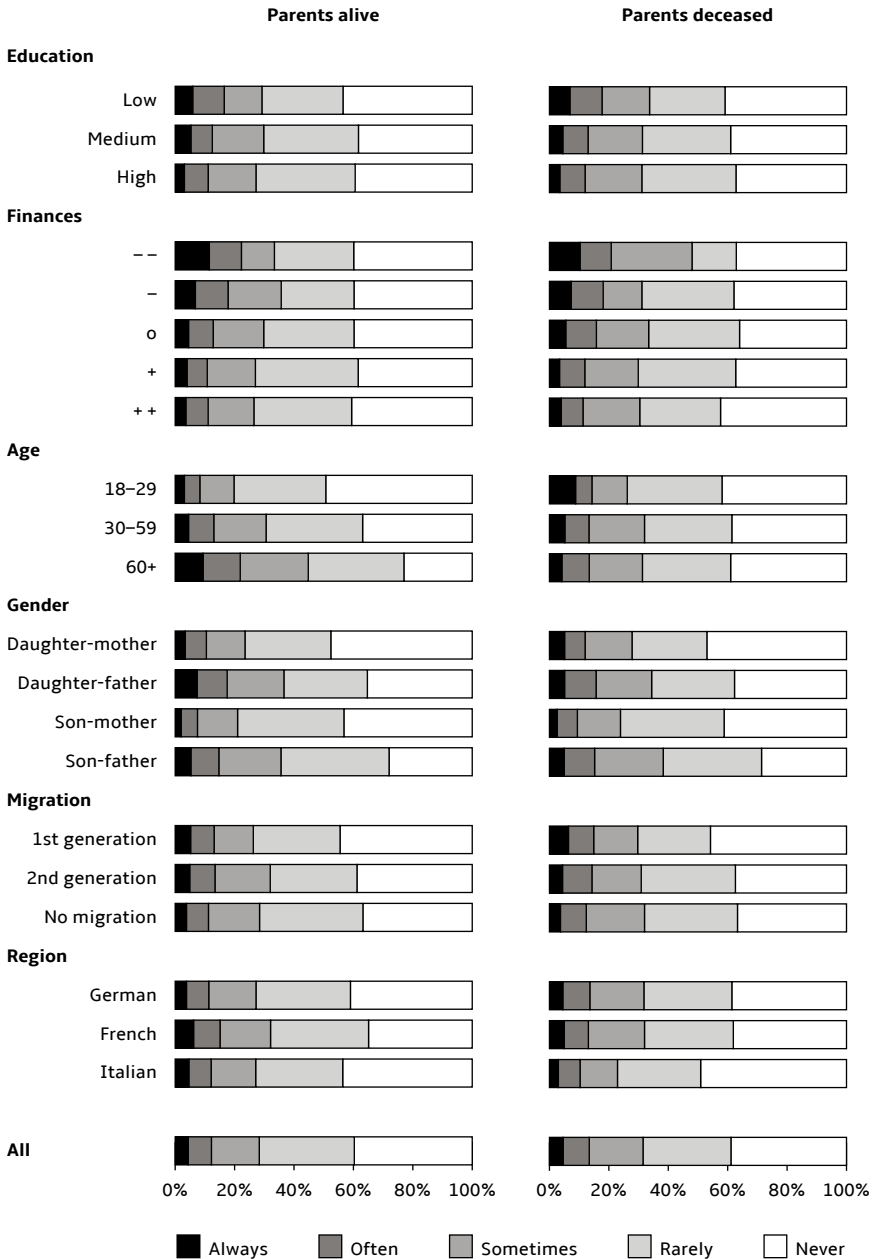 Parents alive Parents deceased
Education
Low
Medium
High
Finances
– –
–
o
+
+ +
Age
18–29
30–59
60+
Gender
Daughter-mother
Daughter-father
Son-mother
Son-father
Migration
1st generation
2nd generation
No migration
Region
German
French
Italian
All
0% 20% 40% 60% 80% 100% 0% 20% 40% 60% 80% 100%
Always Often Sometimes Rarely Never